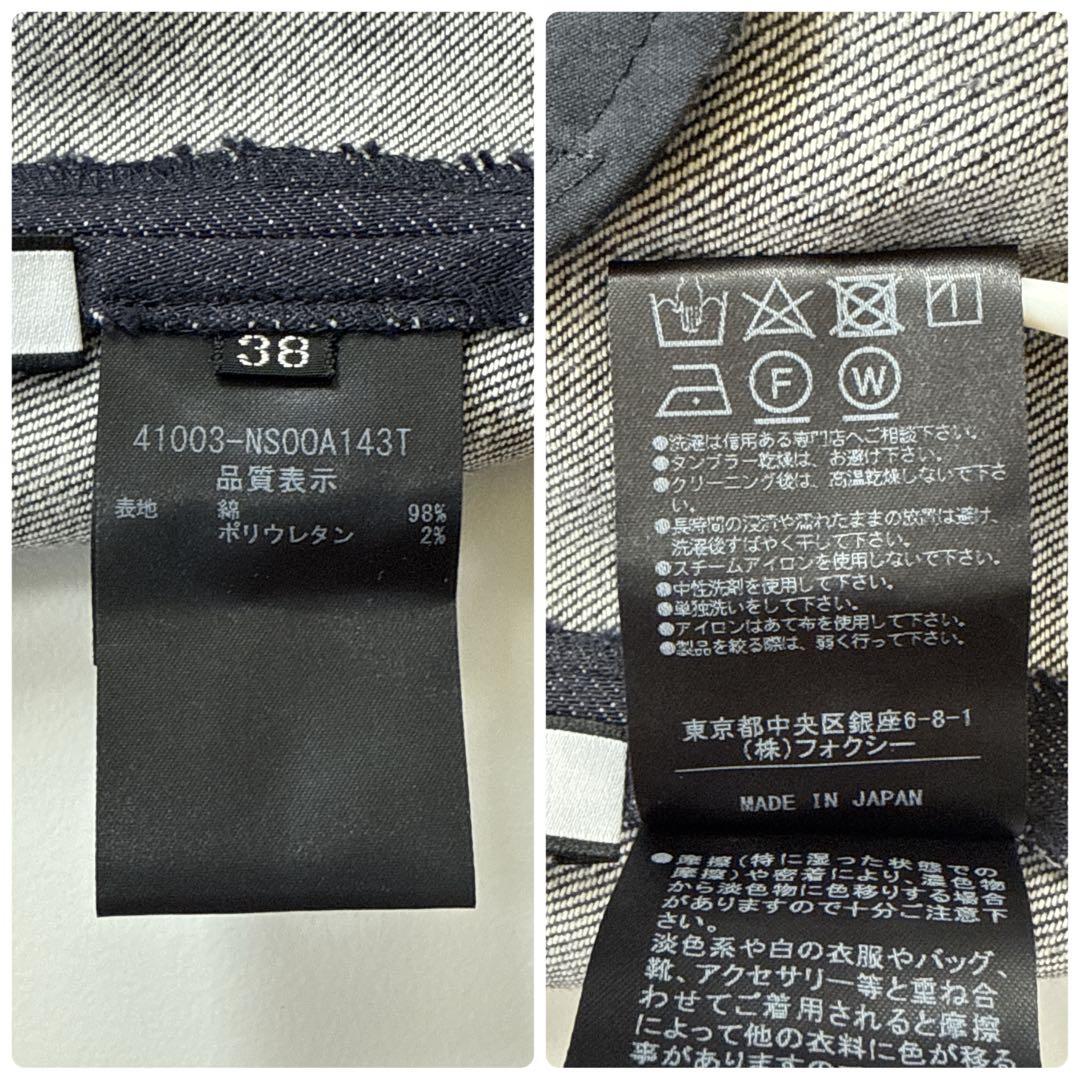 38
41003-NS00A143T
品質表示
表地 綿 98%
ポリウレタン 2%
F W
●洗濯は信用ある専門店へご相談下さい。
●タンブラー乾燥は、お避け下さい。
●クリーニング後は、高温乾燥しないで下さ
い。
●長時間の浸漬や濡れたままの放置は避け、
洗濯後すばやく干して下さい。
●スチームアイロンを使用しないで下さい。
●中性洗剤を使用して下さい。
●単独洗いをして下さい。
●アイロンはあて布を使用して下さい。
●製品を絞る際は、弱く行って下さい。
東京都中央区銀座6-8-1
(株)フォクシー
MADE IN JAPAN
●摩擦(特に湿った状態での
摩擦)や密着により、濃色物
から淡色物に色移りする場合
がありますので十分ご注意下
さい。
淡色系や白の衣服やバッグ、
靴、アクセサリー等と重ね合
わせてご着用されると摩擦
によって他の衣料に色が移る
事がありますので